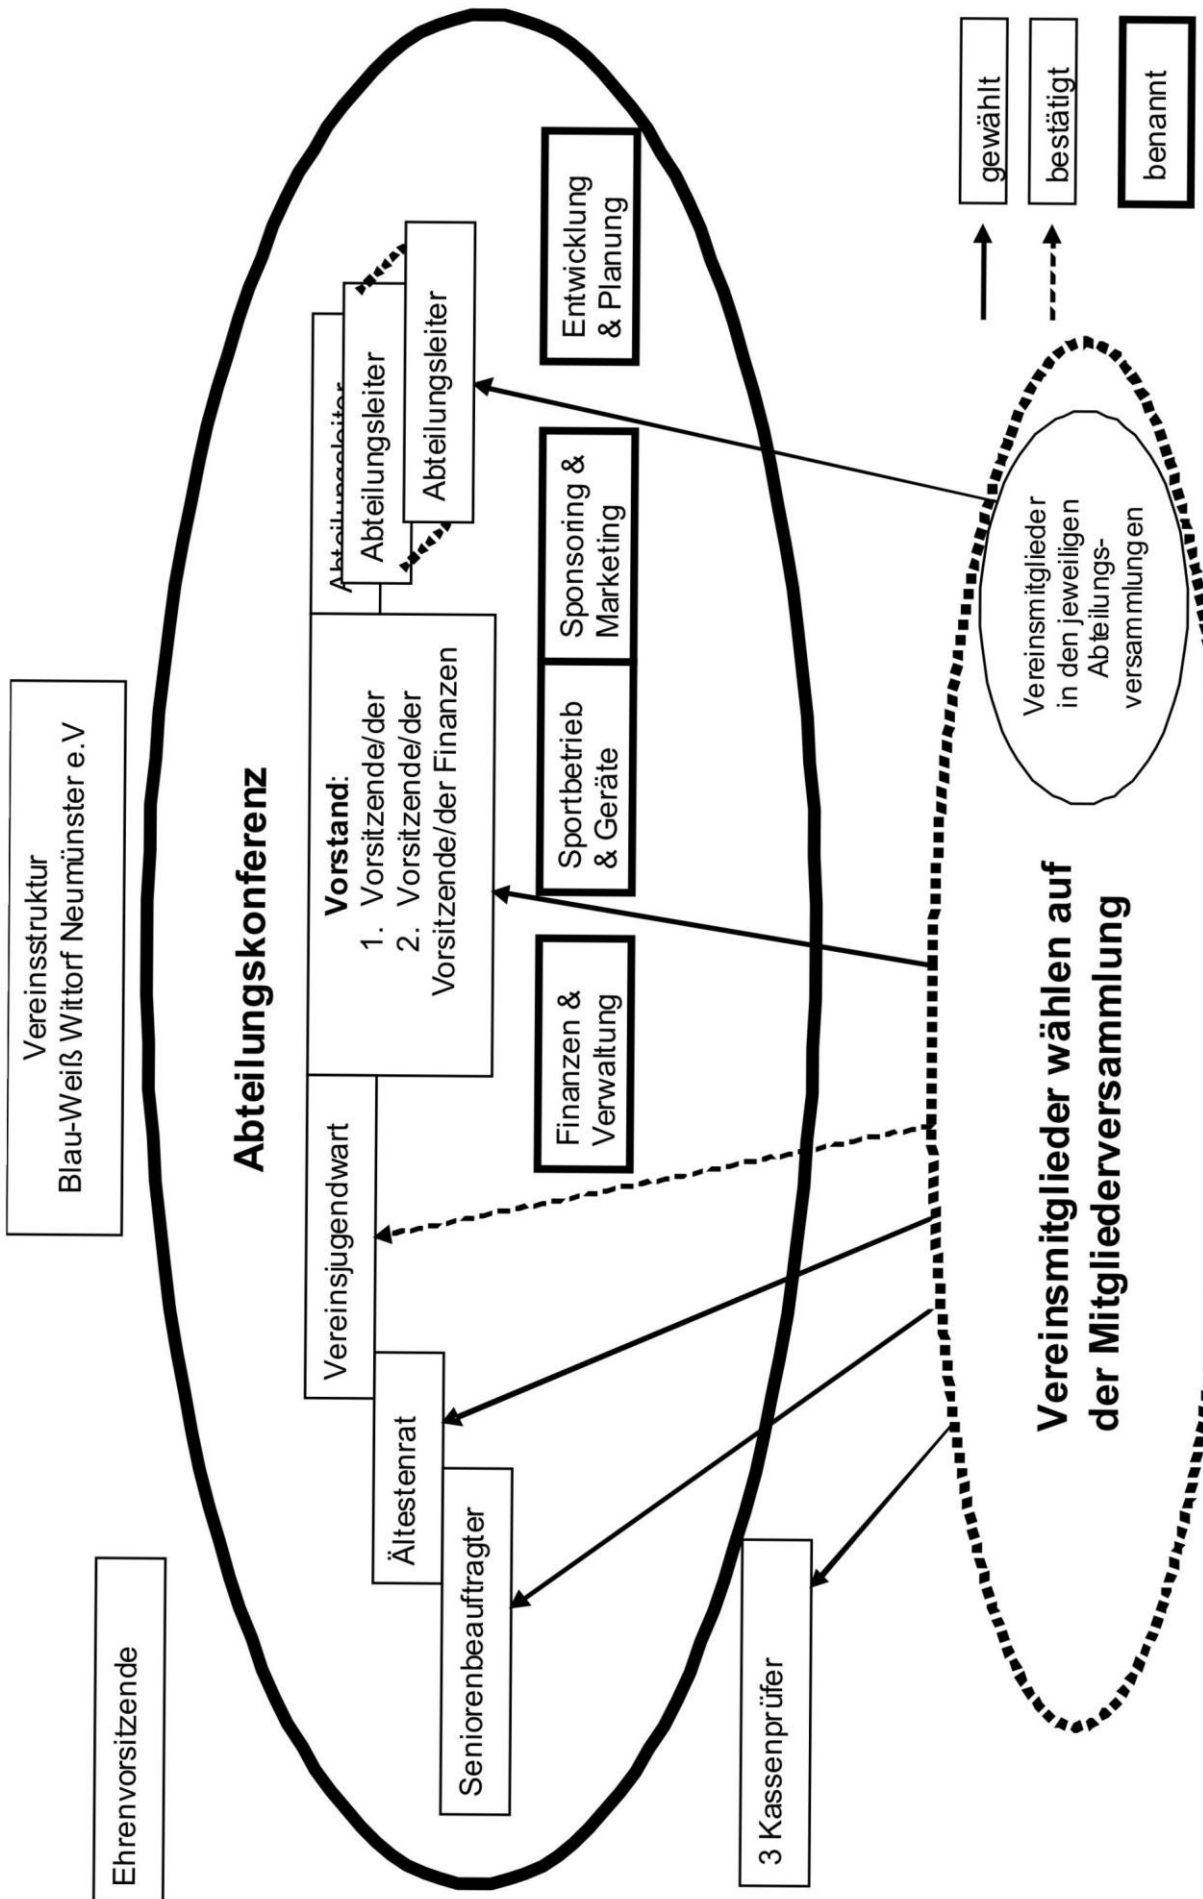 Vereinsstruktur
Blau-Weiß Wittorf Neumünster e.V
Ehrenvorsitzende
Abteilungskonferenz
Vorstand:
1. Vorsitzende/der
2. Vorsitzende/der
Vorsitzende/der Finanzen
Vereinsjugendwart
Ältestenrat
Seniorenbeauftragter
Abteilungsleiter
Abteilungsleiter
Abteilungsleiter
Finanzen &
Verwaltung
Sportbetrieb
& Geräte
Sponsoring &
Marketing
Entwicklung
& Planung
3 Kassenprüfer
Vereinsmitglieder wählen auf
der Mitgliederversammlung
Vereinsmitglieder
in den jeweiligen
Abteilungs-
versammlungen
gewählt
bestätigt
benannt